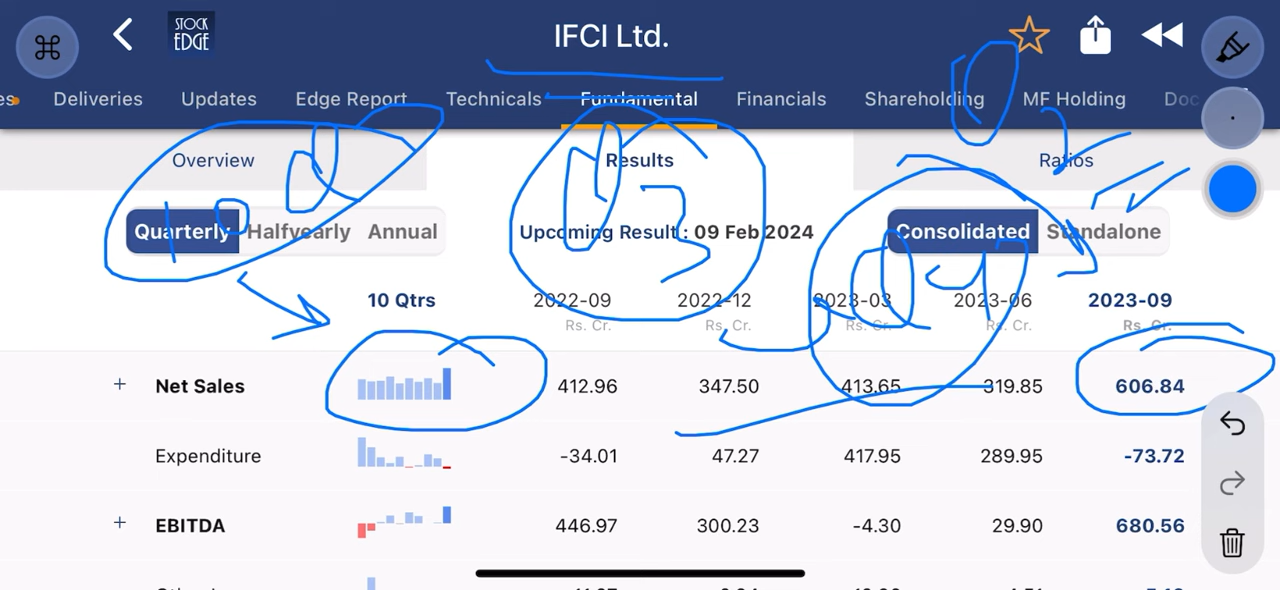 STOCK EDGE
IFCI Ltd.
Deliveries Updates Edge Report Technicals Fundamental Financials Shareholding MF Holding
Overview Results Ratios
Quarterly Halfyearly Annual Upcoming Result : 09 Feb 2024 Consolidated Standalone
10 Qtrs 2022-09 2022-12 2023-03 2023-06 2023-09
Rs. Cr. Rs. Cr. Rs. Cr. Rs. Cr. Rs. Cr.
+ Net Sales 412.96 347.50 413.65 319.85 606.84
Expenditure -34.01 47.27 417.95 289.95 -73.72
+ EBITDA 446.97 300.23 -4.30 29.90 680.56